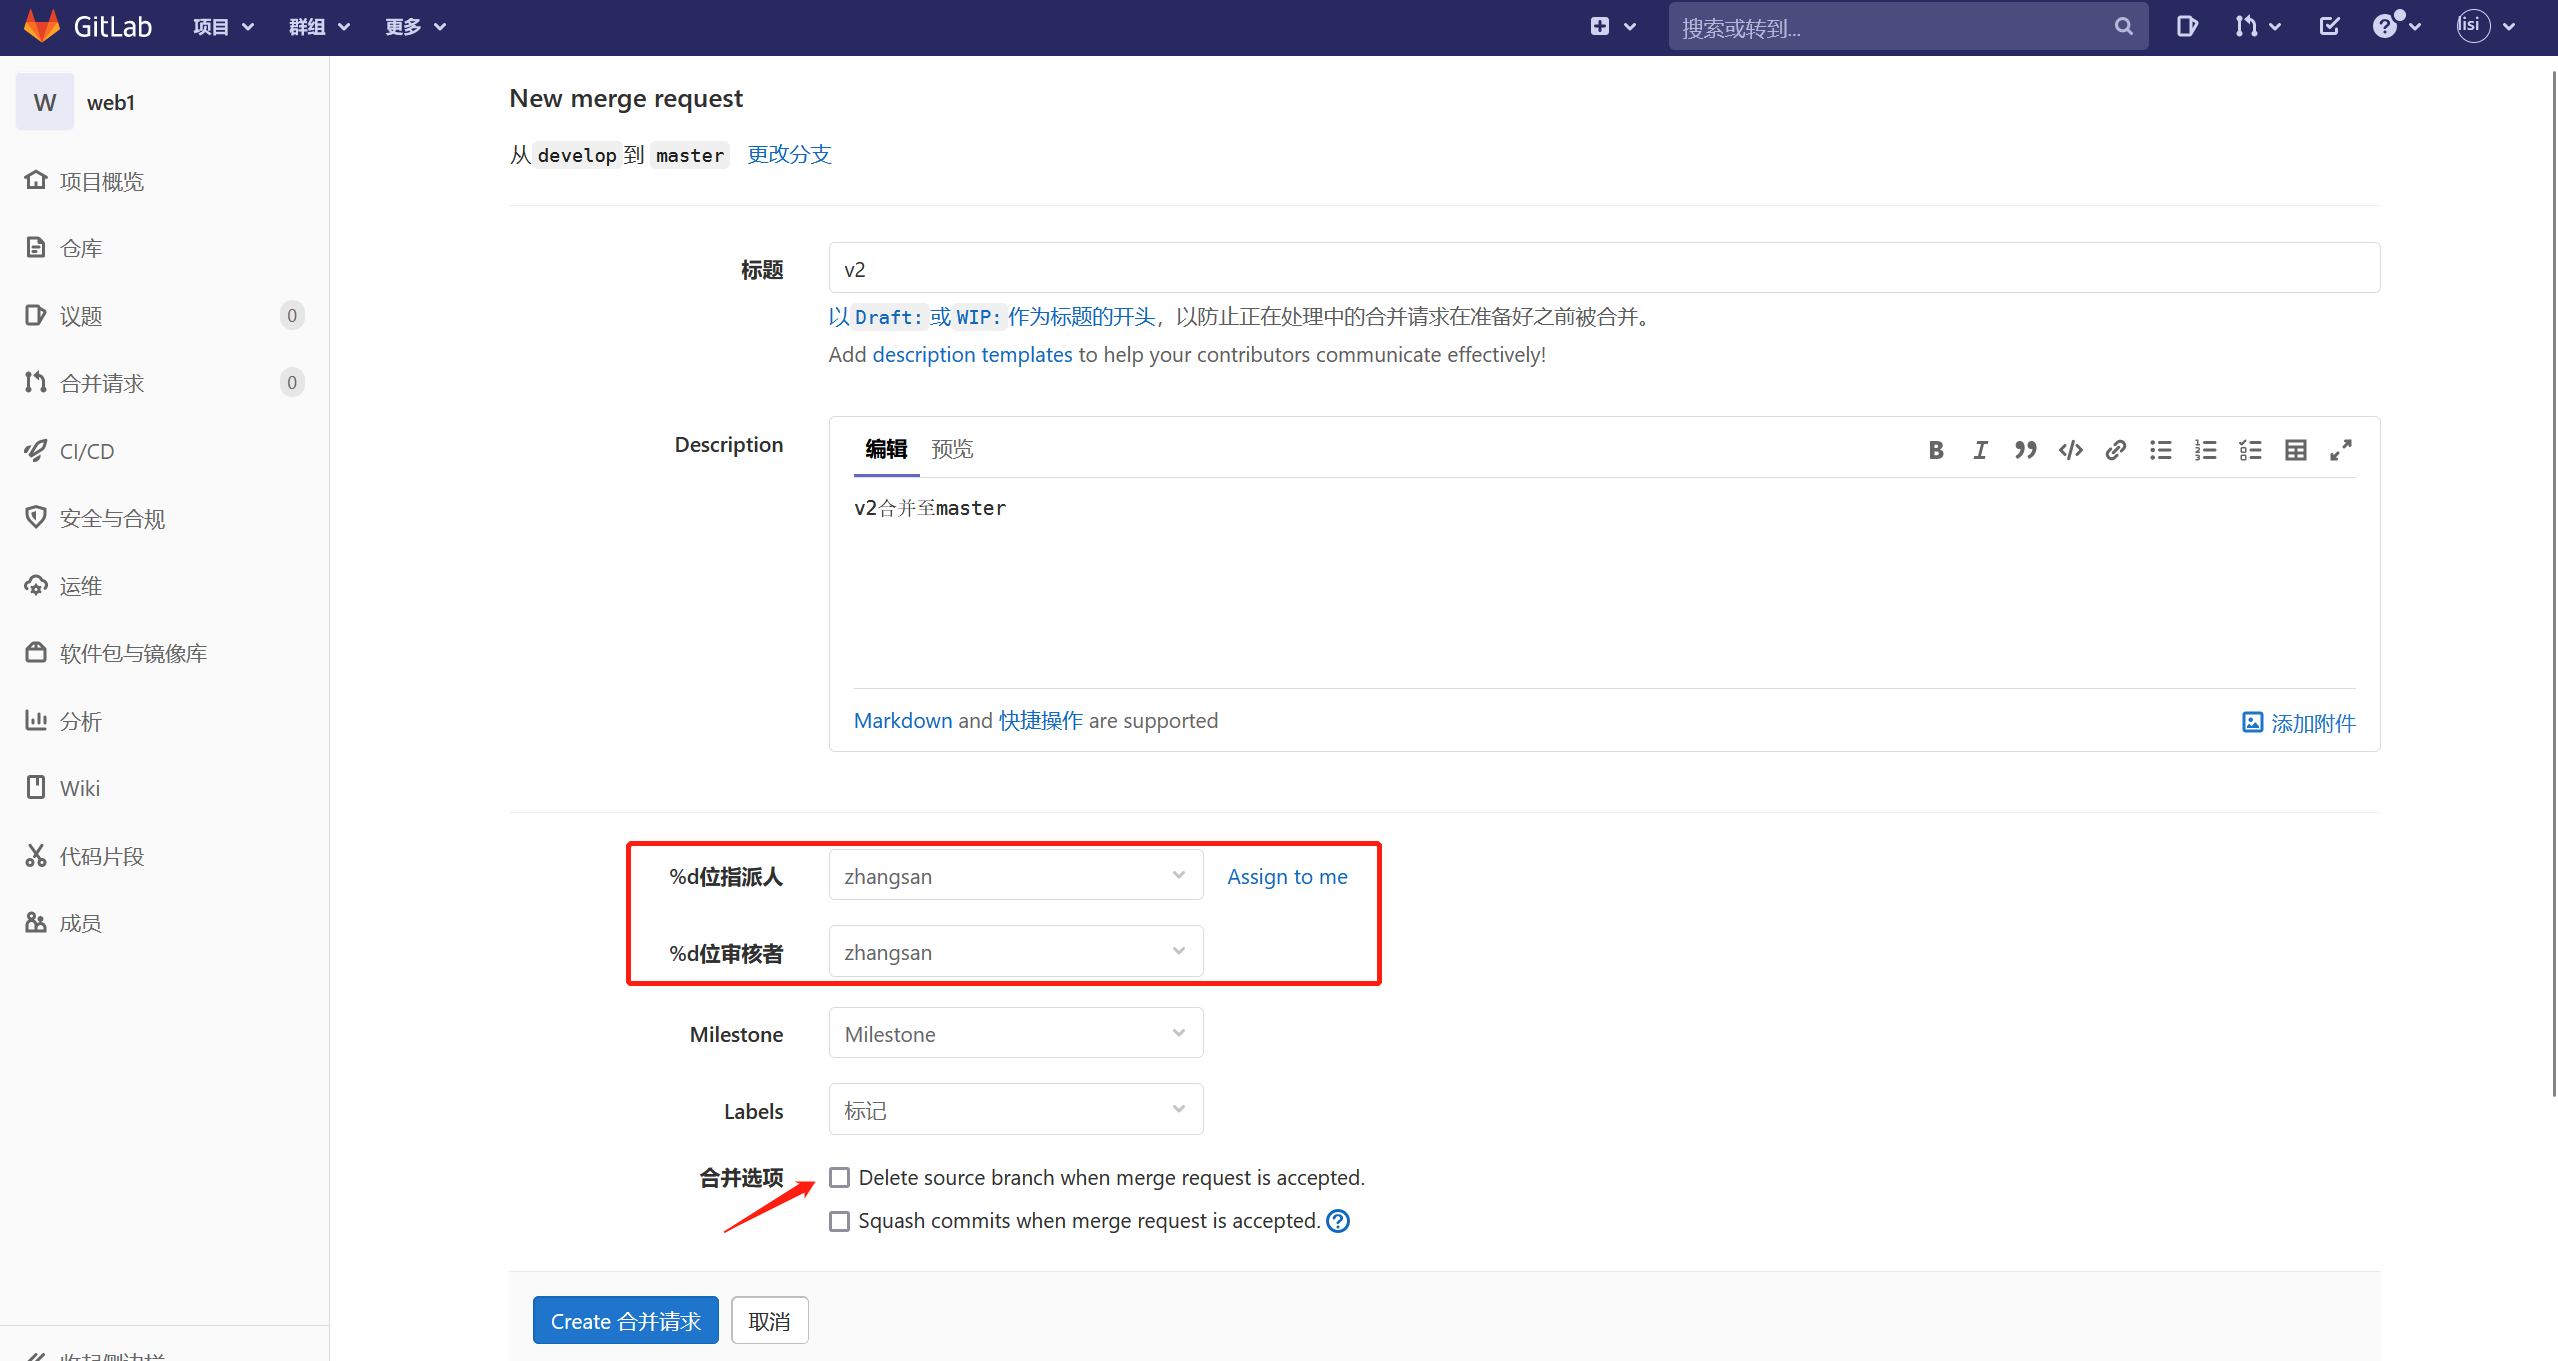 GitLab 项目 群组 更多 搜索或转到... lisi
W web1
项目概览
仓库
议题 0
合并请求 0
CI/CD
安全与合规
运维
软件包与镜像库
分析
Wiki
代码片段
成员
收起侧边栏
New merge request
从 develop 到 master 更改分支
标题 v2
以 Draft: 或 WIP: 作为标题的开头，以防止正在处理中的合并请求在准备好之前被合并。
Add description templates to help your contributors communicate effectively!
Description 编辑 预览
v2合并至master
Markdown and 快捷操作 are supported 添加附件
%d位指派人 zhangsan Assign to me
%d位审核者 zhangsan
Milestone Milestone
Labels 标记
合并选项 Delete source branch when merge request is accepted.
Squash commits when merge request is accepted.
Create 合并请求 取消